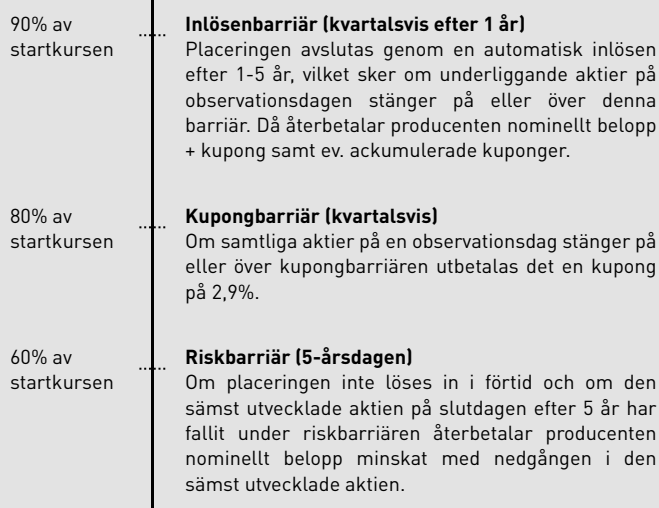 90% av
startkursen
Inlösenbarriär (kvartalsvis efter 1 år)
Placeringen avslutas genom en automatisk inlösen
efter 1-5 år, vilket sker om underliggande aktier på
observationsdagen stänger på eller över denna
barriär. Då återbetalar producenten nominellt belopp
+ kupong samt ev. ackumulerade kuponger.
80% av
startkursen
Kupongbarriär (kvartalsvis)
Om samtliga aktier på en observationsdag stänger på
eller över kupongbarriären utbetalas det en kupong
på 2,9%.
60% av
startkursen
Riskbarriär (5-årsdagen)
Om placeringen inte löses in i förtid och om den
sämst utvecklade aktien på slutdagen efter 5 år har
fallit under riskbarriären återbetalar producenten
nominellt belopp minskat med nedgången i den
sämst utvecklade aktien.